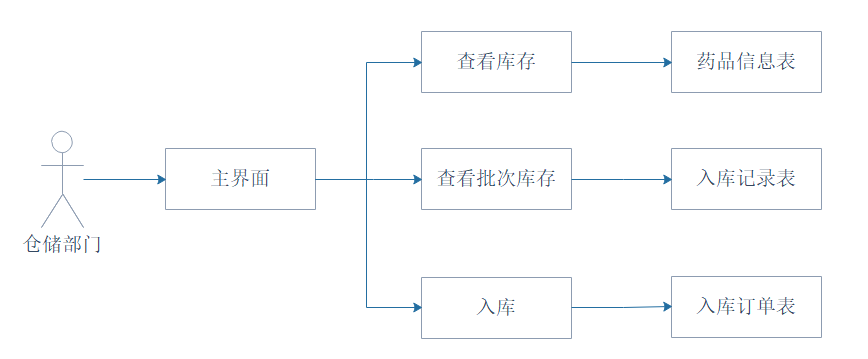 查看库存
药品信息表
主界面
查看批次库存
入库记录表
仓储部门
入库
入库订单表